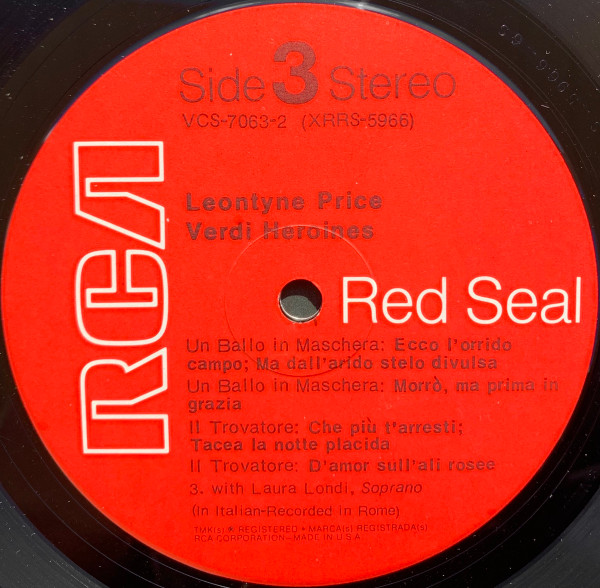 Side 3 Stereo
VCS-7063-2 (XRRS-5966)
RCA
Leontyne Price
Verdi Heroines
Red Seal
Un Ballo in Maschera: Ecco l'orrido
campo; Ma dall'arido stelo divulsa
Un Ballo in Maschera: Morrò, ma prima in
grazia
Il Trovatore: Che più t'arresti;
Tacea la notte placida
Il Trovatore: D'amor sull'ali rosee
3. with Laura Londi, Soprano
(In Italian-Recorded in Rome)
TMK(s) ® REGISTERED • MARCA(s) REGISTRADA(s)
RCA CORPORATION–MADE IN U.S.A.